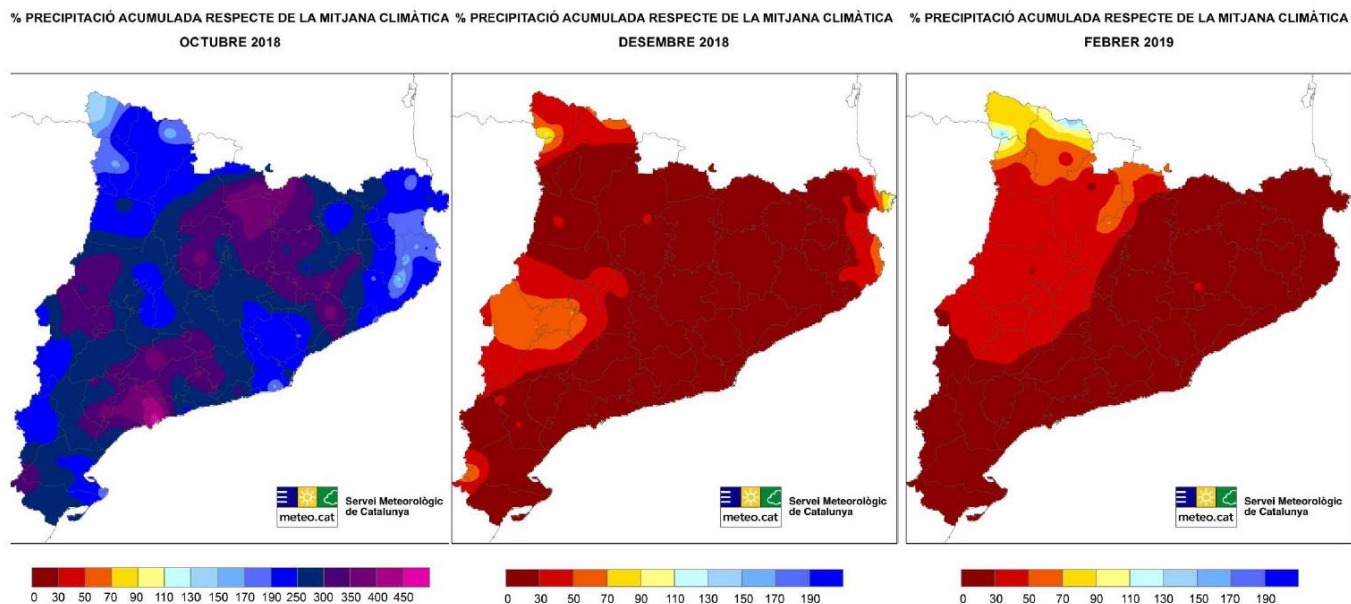 % PRECIPITACIÓ ACUMULADA RESPECTE DE LA MITJANA CLIMÀTICA
OCTUBRE 2018
meteo.cat
Servei Meteorològic
de Catalunya
0 30 50 70 90 110 130 150 170 190 250 300 350 400 450
% PRECIPITACIÓ ACUMULADA RESPECTE DE LA MITJANA CLIMÀTICA
DESEMBRE 2018
meteo.cat
Servei Meteorològic
de Catalunya
0 30 50 70 90 110 130 150 170 190
% PRECIPITACIÓ ACUMULADA RESPECTE DE LA MITJANA CLIMÀTICA
FEBRER 2019
meteo.cat
Servei Meteorològic
de Catalunya
0 30 50 70 90 110 130 150 170 190